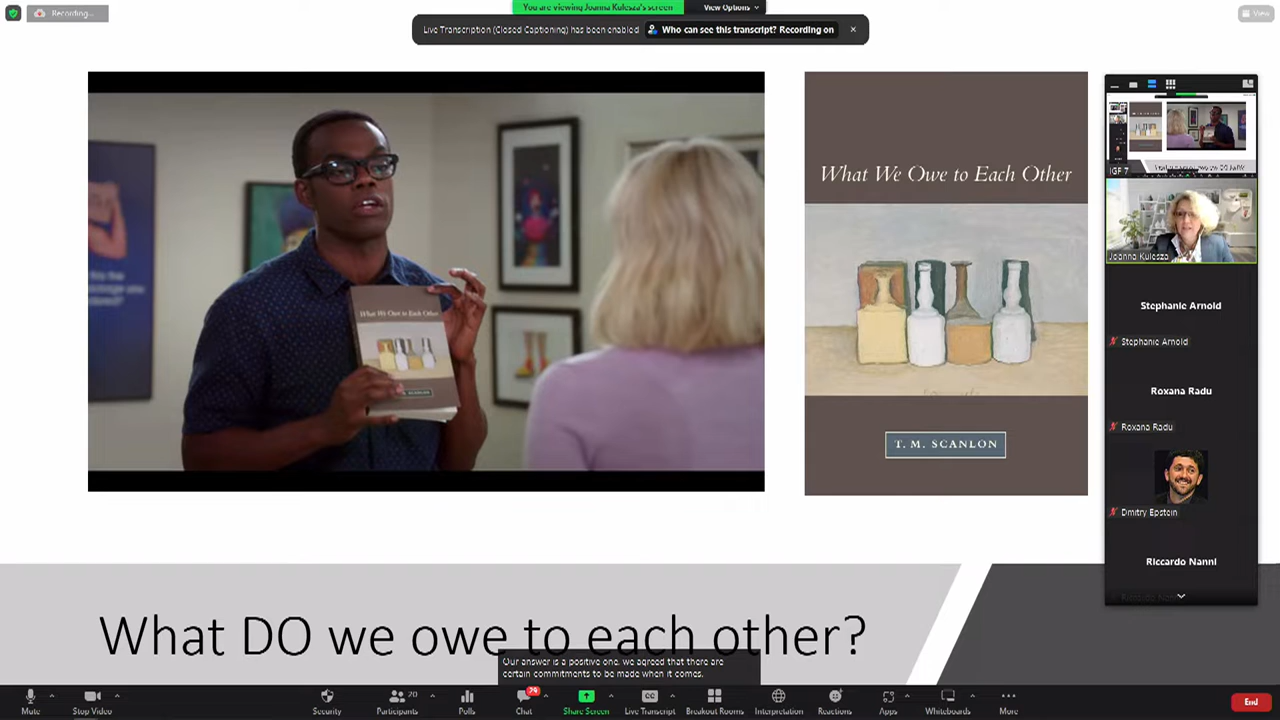 Recording...
You are viewing Joanna Kulesza's screen
View Options
View
Live Transcription (Closed Captioning) has been enabled
Who can see this transcript? Recording on
What We Owe to Each Other
What We Owe to Each Other
T. M. SCANLON
IGF 7
Joanna Kulesza
Stephanie Arnold
Stephanie Arnold
Roxana Radu
Roxana Radu
Dmitry Epstein
Riccardo Nanni
What DO we owe to each other?
Our answer is a positive one, we agreed that there are
certain commitments to be made when it comes.
Mute
Stop Video
Security
20
Participants
Polls
Chat
Share Screen
CC
Live Transcript
Breakout Rooms
Interpretation
Reactions
Apps
Whiteboards
More
End